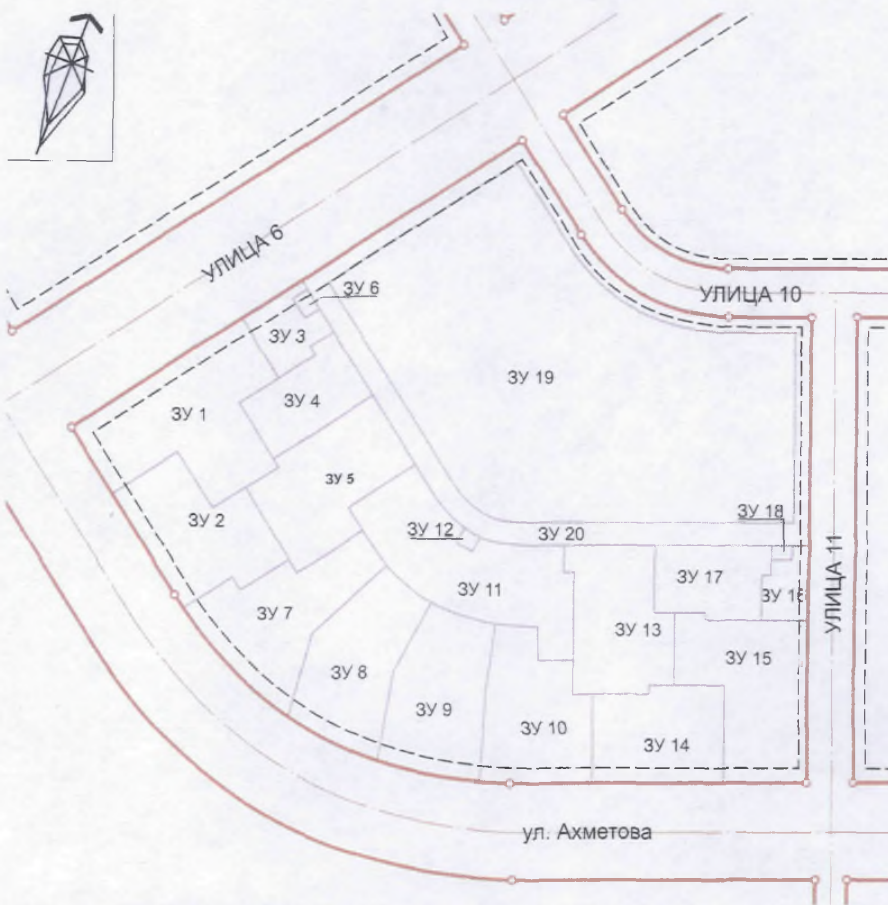 УЛИЦА 6
ЗУ 6
УЛИЦА 10
ЗУ 3
ЗУ 19
ЗУ 4
ЗУ 1
ЗУ 5
ЗУ 18
ЗУ 2
ЗУ 12
ЗУ 20
УЛИЦА 11
ЗУ 17
ЗУ 11
ЗУ 16
ЗУ 7
ЗУ 13
ЗУ 15
ЗУ 8
ЗУ 9
ЗУ 10
ЗУ 14
ул. Ахметова